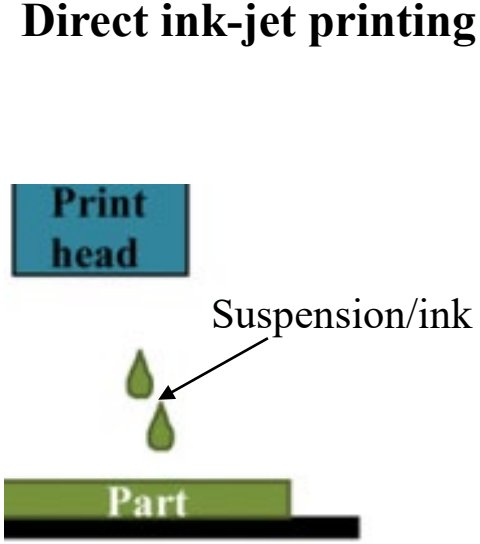 Direct ink-jet printing
Print
head
Suspension/ink
Part